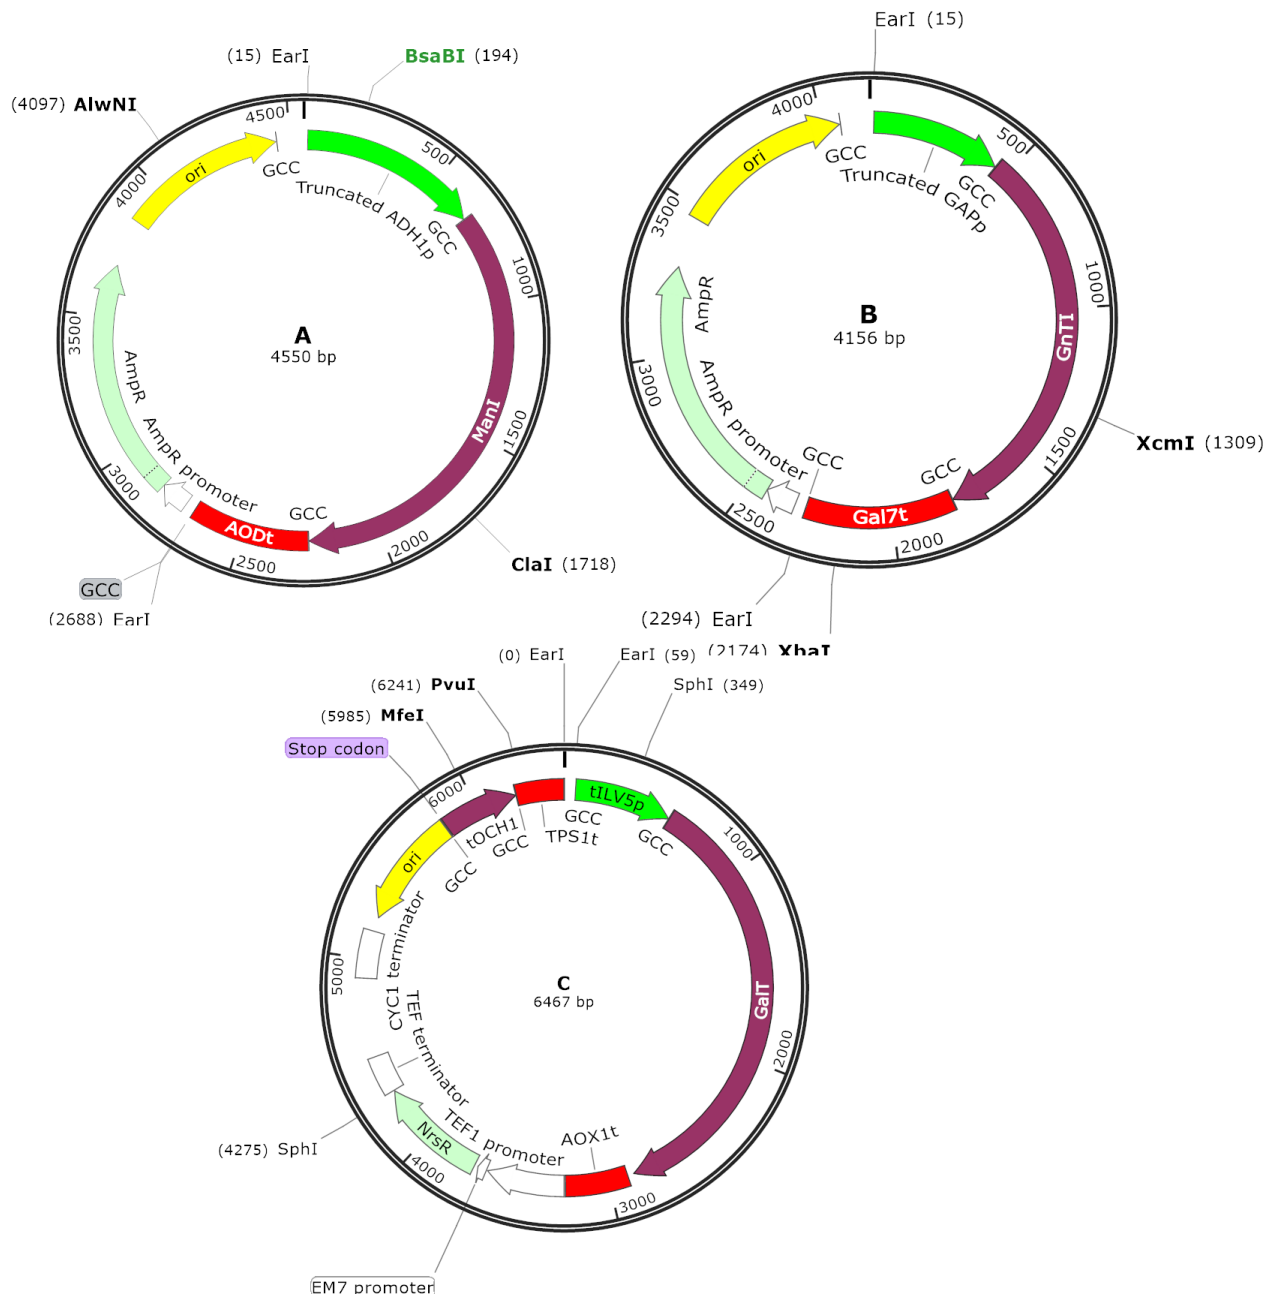 (15) EarI
BsaBI (194)
(4097) AlwNI
4500
500
1000
1500
2000
2500
3000
3500
4000
ori
GCC
Truncated ADH1p
GCC
ManI
GCC
AODt
AmpR promoter
AmpR
A
4550 bp
ClaI (1718)
GCC
(2688) EarI
EarI (15)
4000
500
1000
1500
2000
2500
3000
3500
ori
GCC
Truncated GAPp
GCC
GnTI
GCC
Gal7t
GCC
AmpR promoter
AmpR
B
4156 bp
XcmI (1309)
(2294) EarI
(2174) XbaI
(0) EarI
EarI (59)
SphI (349)
(6241) PvuI
(5985) MfeI
Stop codon
6000
1000
2000
3000
4000
5000
ori
GCC
tOCH1
GCC
TPS1t
GCC
tILV5p
GCC
GalT
AOX1t
TEF1 promoter
NrsR
TEF terminator
CYC1 terminator
C
6467 bp
(4275) SphI
EM7 promoter